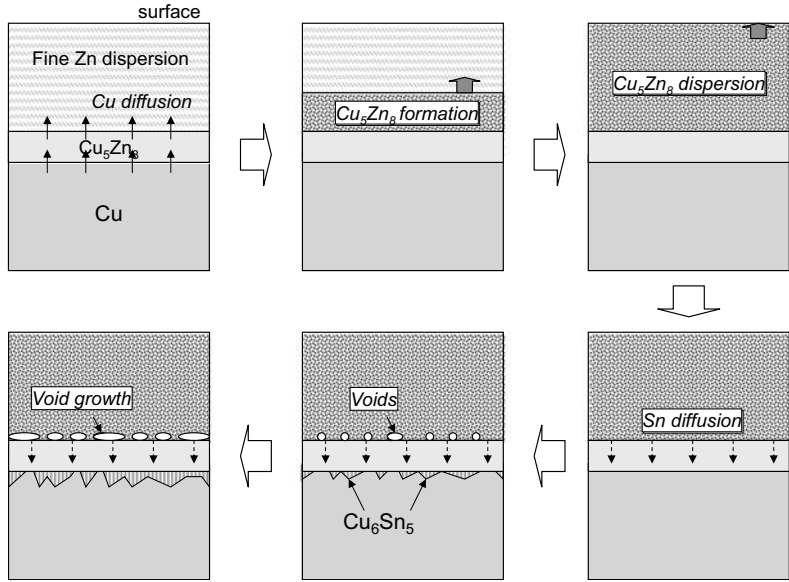 surface
Fine Zn dispersion
Cu diffusion
Cu₅Zn₈
Cu
Cu₅Zn₈ formation
Cu₅Zn₈ dispersion
Sn diffusion
Voids
Cu₆Sn₅
Void growth